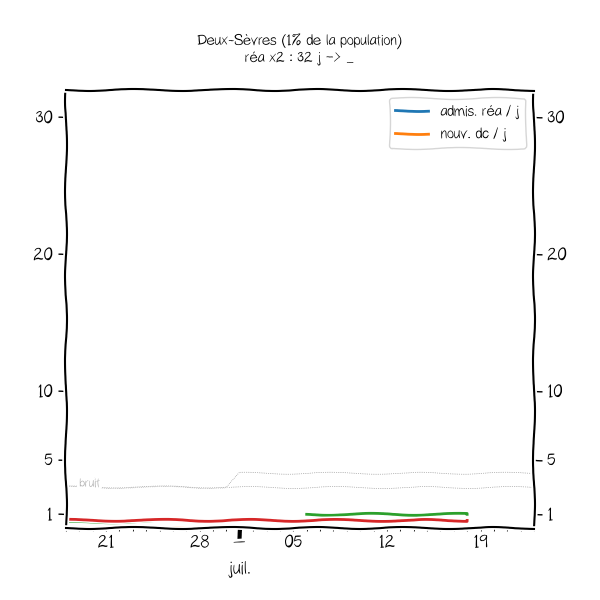 Deux-Sèvres (1% de la population)
réa x2 : 32 j -> _
admis. réa / j
nouv. dc / j
30
30
20
20
10
10
5
5
bruit
1
1
21
28
05
12
19
juil.